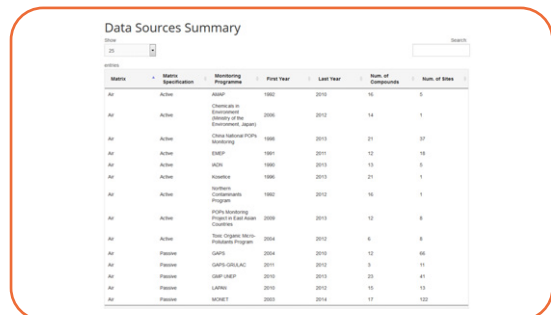 Data Sources Summary
Show
25
Search
entries
Matrix Matrix Specification Monitoring Programme First Year Last Year Num. of Compounds Num. of Sites
Air Active AMAP 1992 2010 16 5
Air Active Chemicals in Environment (Ministry of the Environment, Japan) 2006 2012 14 1
Air Active China National POPs Monitoring 1998 2013 21 37
Air Active EMEP 1991 2011 12 18
Air Active IADN 1990 2013 13 5
Air Active Kosetice 1996 2013 21 1
Air Active Northern Contaminants Program 1992 2012 16 1
Air Active POPs Monitoring Project in East Asian Countries 2009 2013 12 8
Air Active Toxic Organic Micro-Pollutants Program 2004 2012 6 8
Air Passive GAPS 2004 2010 12 66
Air Passive GAPS-GRULAC 2011 2012 3 11
Air Passive GMP UNEP 2010 2013 23 41
Air Passive LAPAN 2010 2012 15 13
Air Passive MONET 2003 2014 17 122